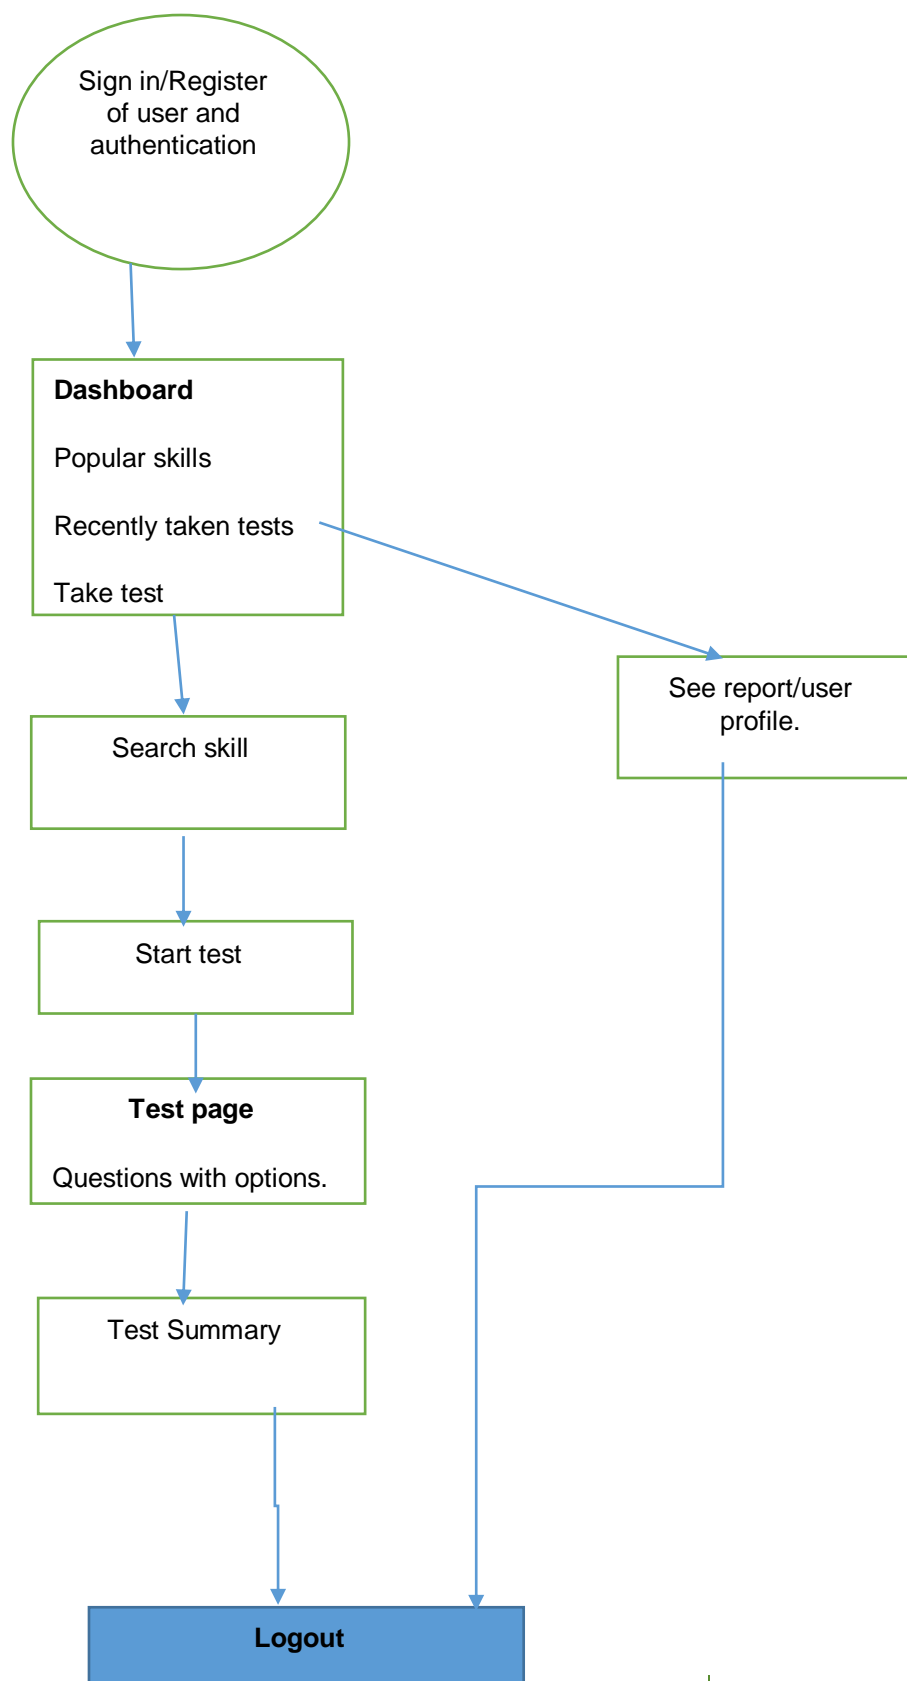 Sign in/Register
of user and
authentication
Dashboard
Popular skills
Recently taken tests
Take test
See report/user
profile.
Search skill
Start test
Test page
Questions with options.
Test Summary
Logout